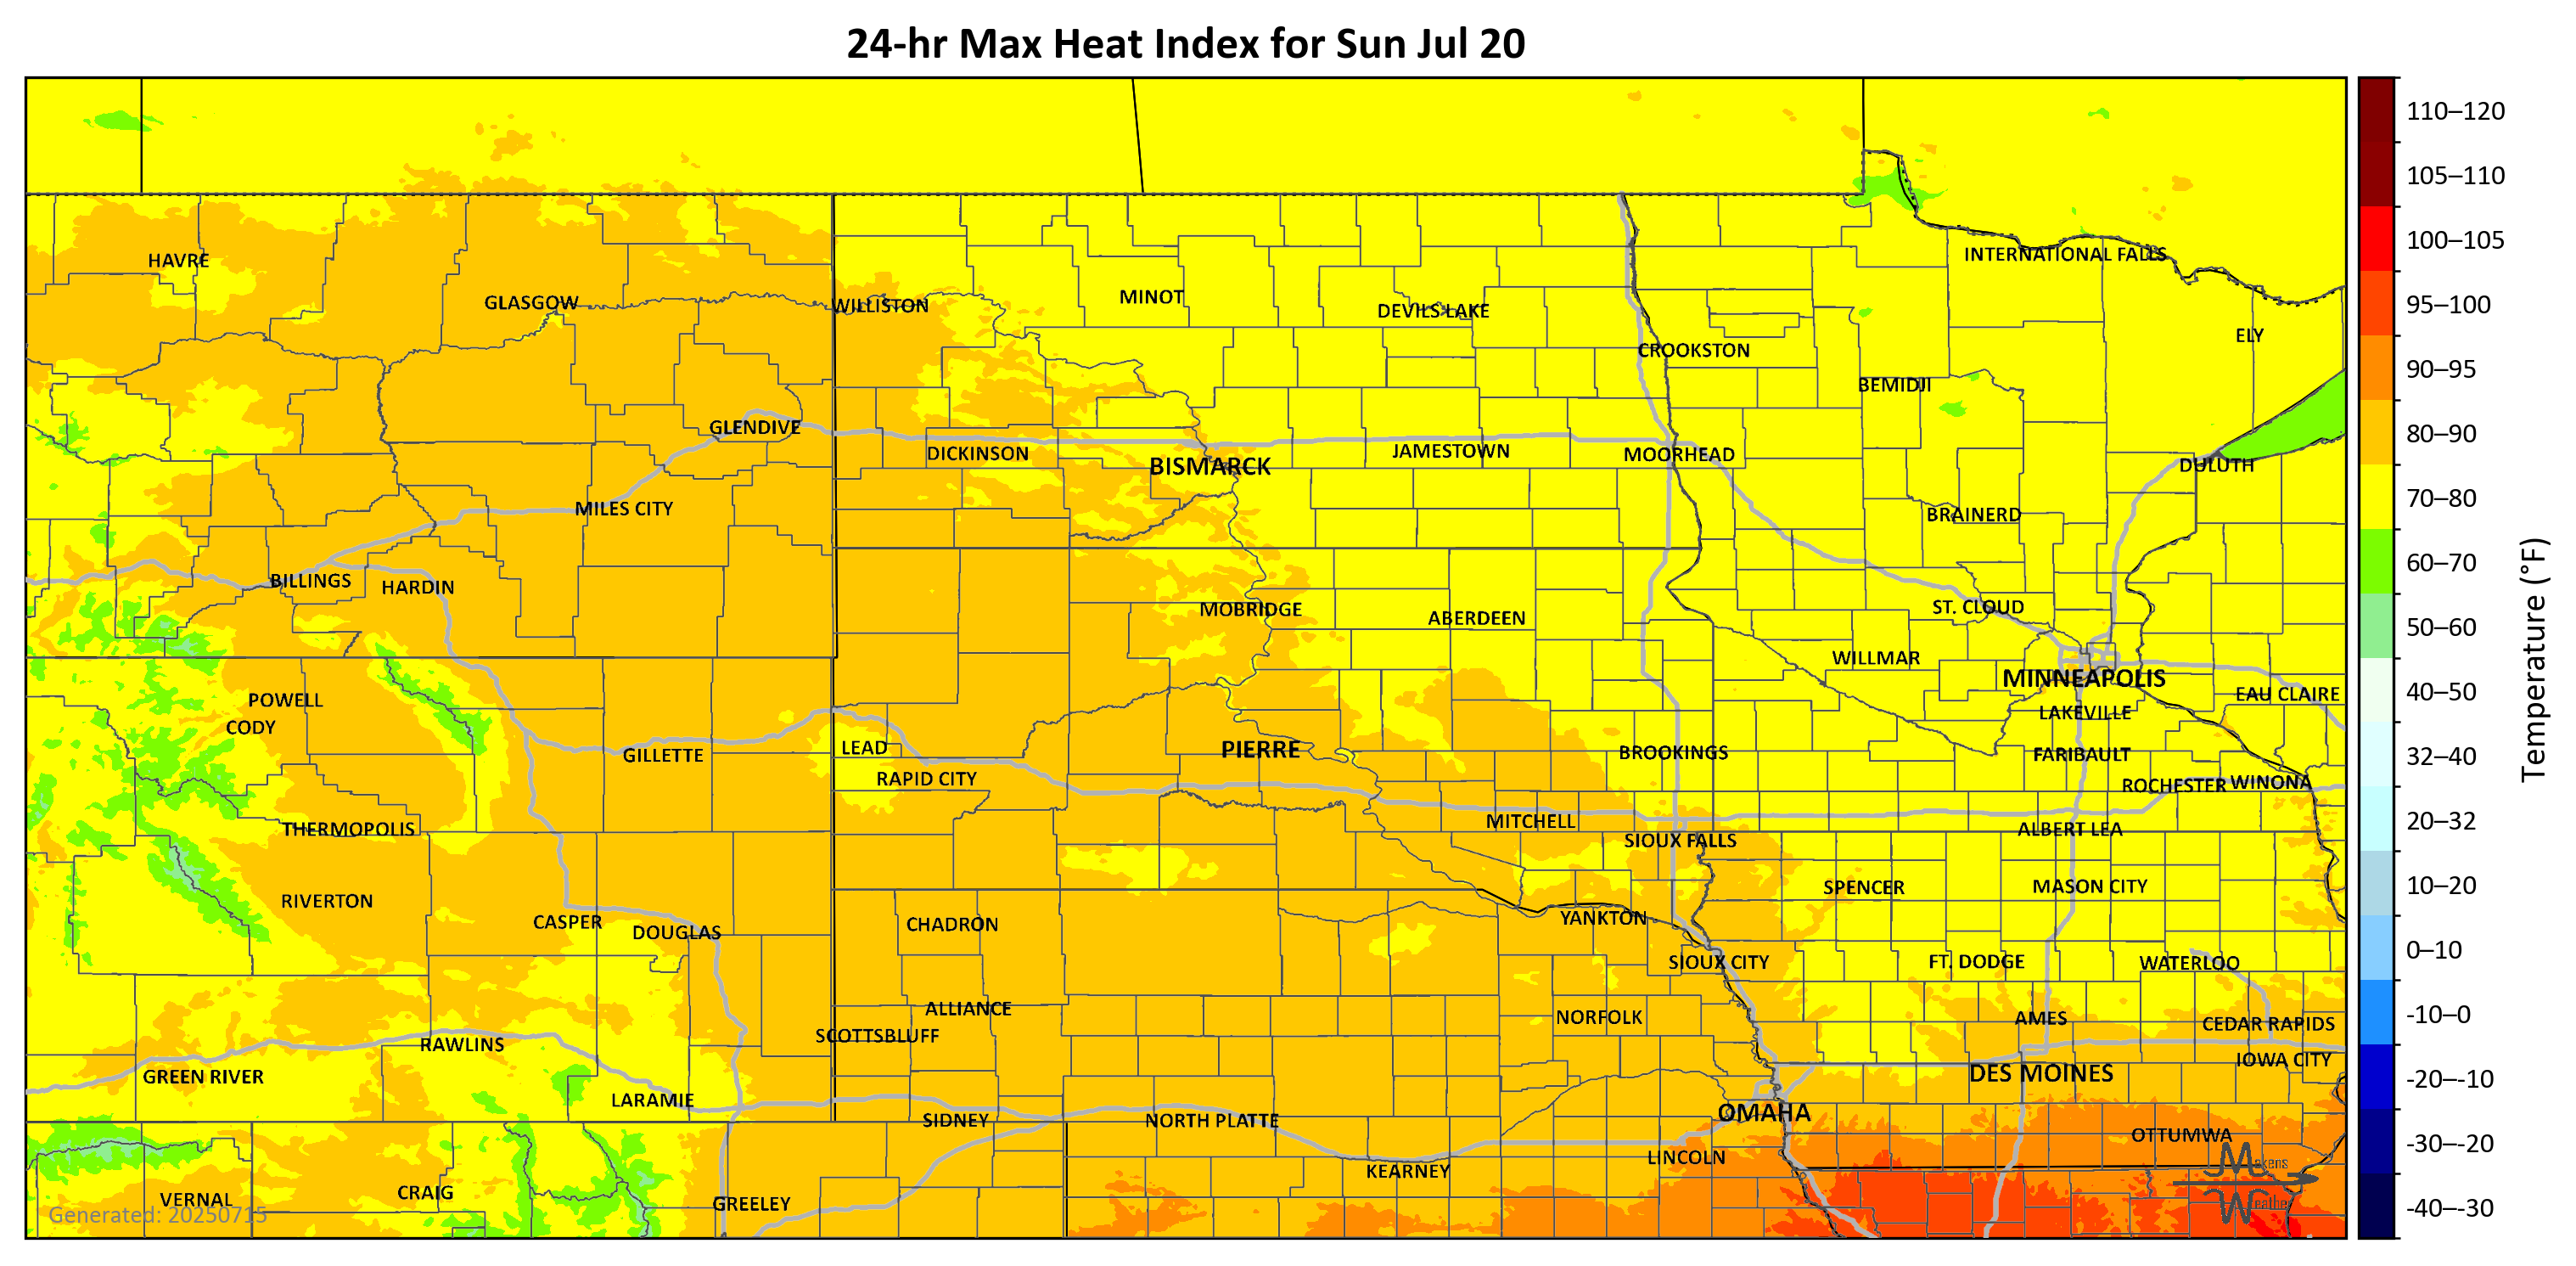 24-hr Max Heat Index for Sun Jul 20
110–120
105–110
100–105
95–100
90–95
80–90
70–80
60–70
50–60
40–50
32–40
20–32
10–20
0–10
-10–0
-20–-10
-30–-20
-40–-30
Temperature (°F)
HAVRE
INTERNATIONAL FALLS
GLASGOW
WILLISTON
MINOT
DEVILS LAKE
ELY
CROOKSTON
BEMIDJI
GLENDIVE
DICKINSON
BISMARCK
JAMESTOWN
MOORHEAD
DULUTH
MILES CITY
BRAINERD
BILLINGS
HARDIN
MOBRIDGE
ABERDEEN
ST. CLOUD
WILLMAR
MINNEAPOLIS
EAU CLAIRE
POWELL
CODY
LAKEVILLE
GILLETTE
LEAD
PIERRE
BROOKINGS
FARIBAULT
RAPID CITY
ROCHESTER
WINONA
THERMOPOLIS
MITCHELL
SIOUX FALLS
ALBERT LEA
RIVERTON
SPENCER
MASON CITY
CASPER
DOUGLAS
CHADRON
YANKTON
SIOUX CITY
FT. DODGE
WATERLOO
ALLIANCE
SCOTTSBLUFF
NORFOLK
AMES
CEDAR RAPIDS
RAWLINS
IOWA CITY
GREEN RIVER
DES MOINES
LARAMIE
SIDNEY
NORTH PLATTE
OMAHA
OTTUMWA
LINCOLN
KEARNEY
VERNAL
CRAIG
GREELEY
Generated: 20250715
Makens
Weather